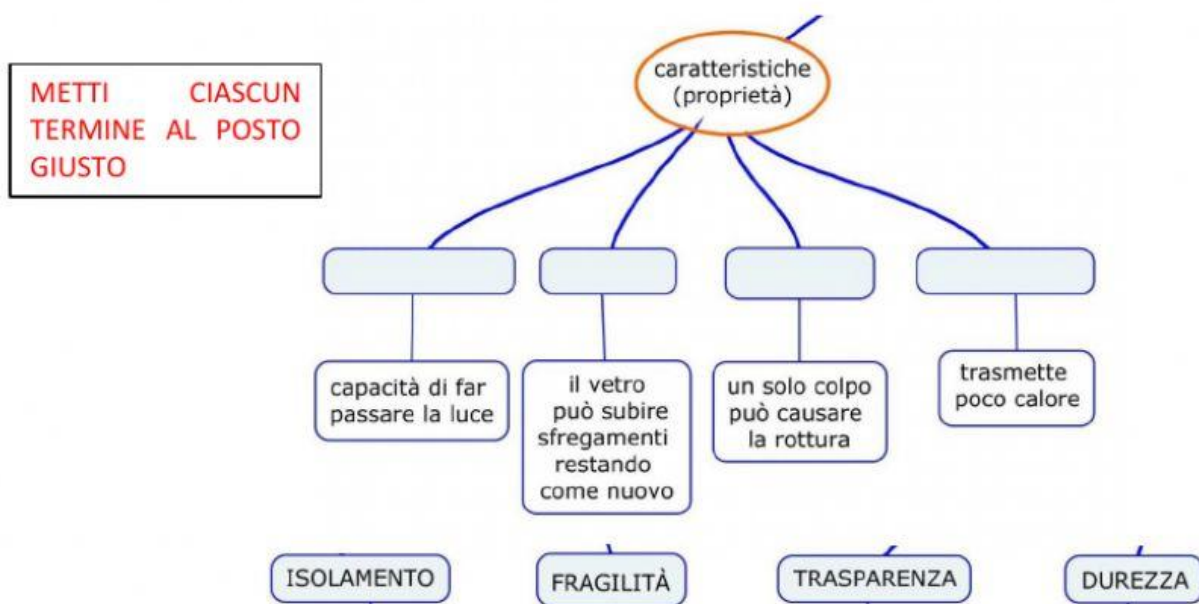 METTI CIASCUN
TERMINE AL POSTO
GIUSTO
caratteristiche
(proprietà)
capacità di far
passare la luce
il vetro
può subire
sfregamenti
restando
come nuovo
un solo colpo
può causare
la rottura
trasmette
poco calore
ISOLAMENTO
FRAGILITÀ
TRASPARENZA
DUREZZA